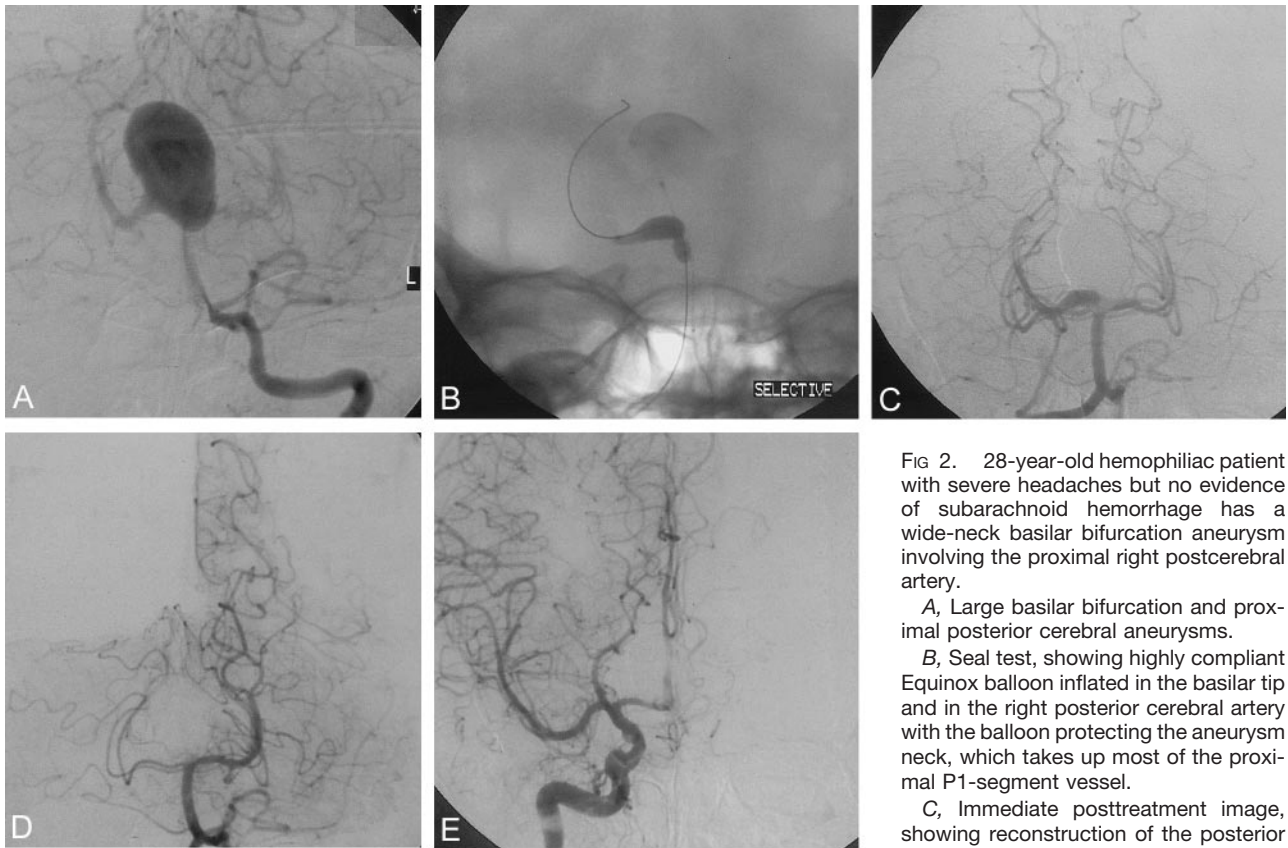 A
L
B
SELECTIVE
C
D
E
FIG 2. 28-year-old hemophiliac patient
with severe headaches but no evidence
of subarachnoid hemorrhage has a
wide-neck basilar bifurcation aneurysm
involving the proximal right postcerebral
artery.
A, Large basilar bifurcation and prox-
imal posterior cerebral aneurysms.
B, Seal test, showing highly compliant
Equinox balloon inflated in the basilar tip
and in the right posterior cerebral artery
with the balloon protecting the aneurysm
neck, which takes up most of the proxi-
mal P1-segment vessel.
C, Immediate posttreatment image,
showing reconstruction of the posterior